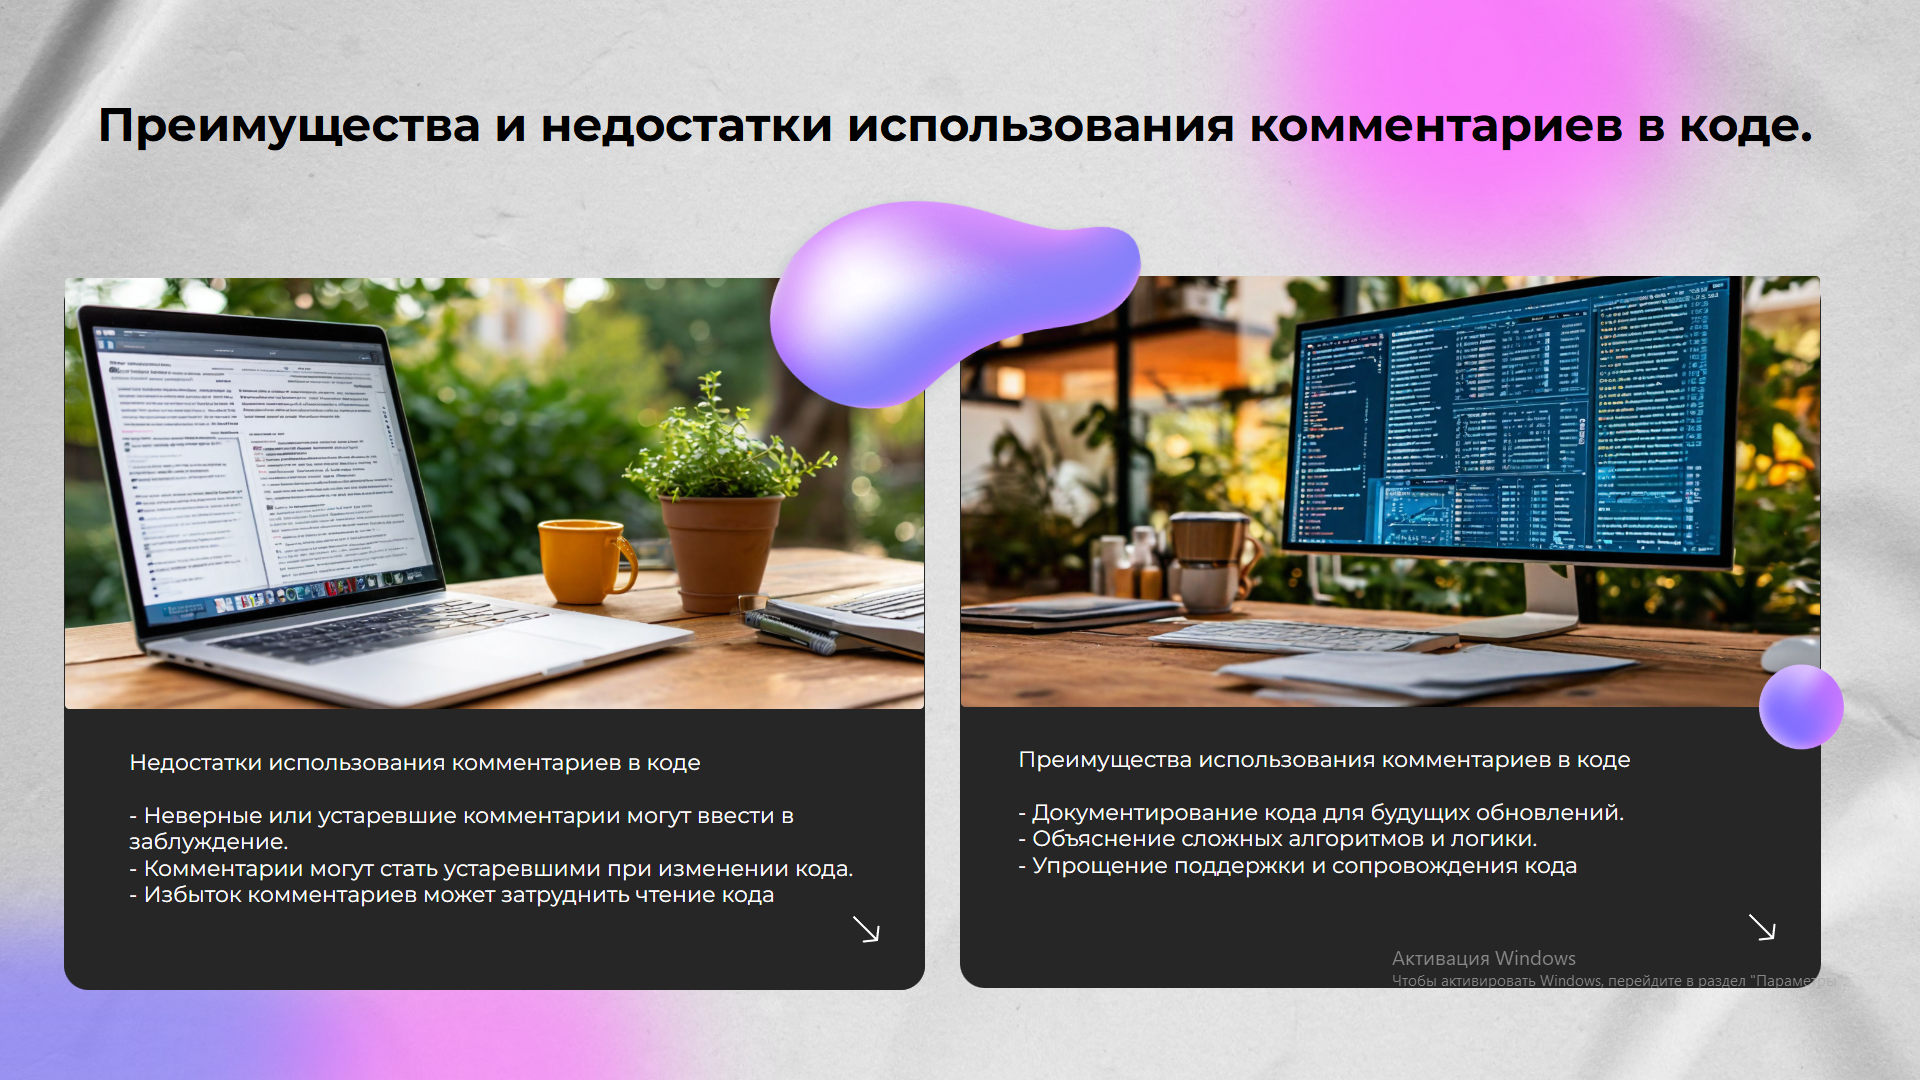 Преимущества и недостатки использования комментариев в коде.
Недостатки использования комментариев в коде
- Неверные или устаревшие комментарии могут ввести в
заблуждение.
- Комментарии могут стать устаревшими при изменении кода.
- Избыток комментариев может затруднить чтение кода
Преимущества использования комментариев в коде
- Документирование кода для будущих обновлений.
- Объяснение сложных алгоритмов и логики.
- Упрощение поддержки и сопровождения кода
Активация Windows
Чтобы активировать Windows, перейдите в раздел "Параметры